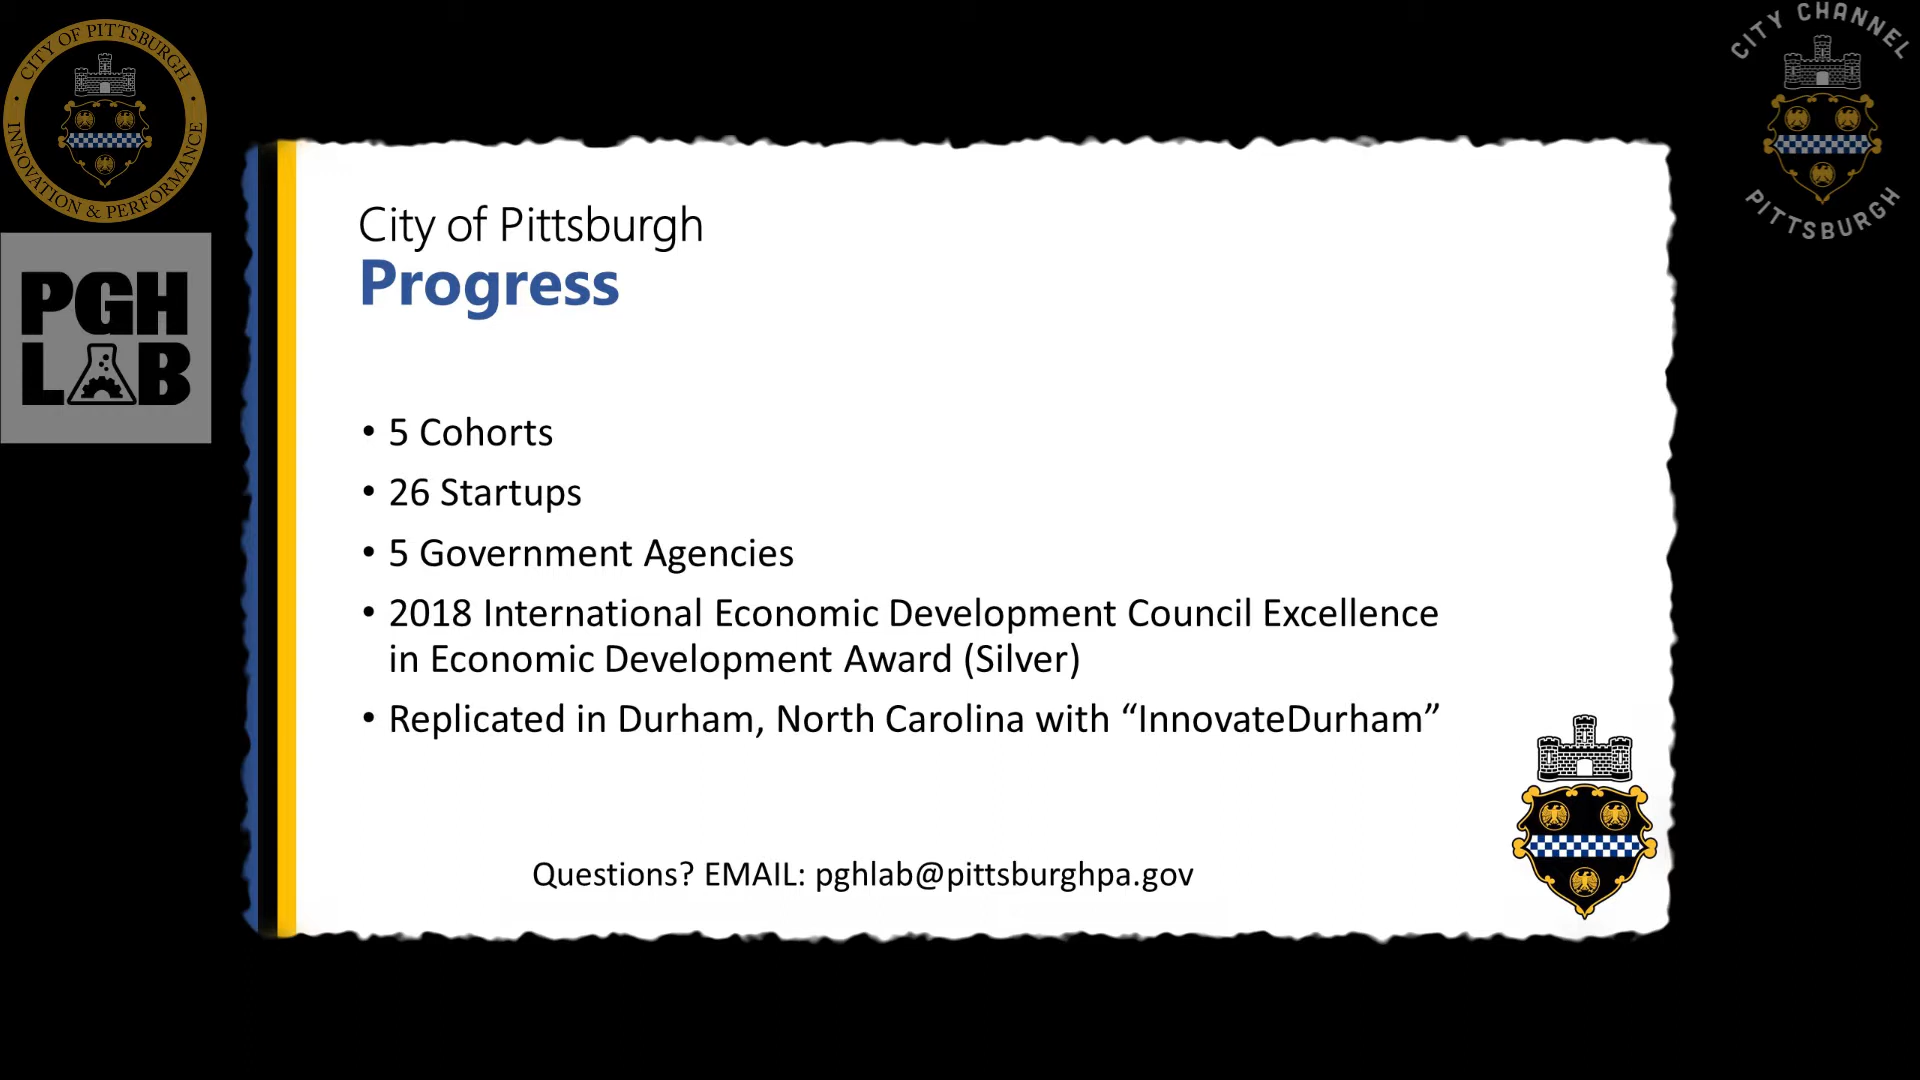 CITY OF PITTSBURGH
INNOVATION & PERFORMANCE
PGH
LAB
CITY CHANNEL
PITTSBURGH
City of Pittsburgh
Progress
• 5 Cohorts
• 26 Startups
• 5 Government Agencies
• 2018 International Economic Development Council Excellence
in Economic Development Award (Silver)
• Replicated in Durham, North Carolina with “InnovateDurham”
Questions? EMAIL: pghlab@pittsburghpa.gov